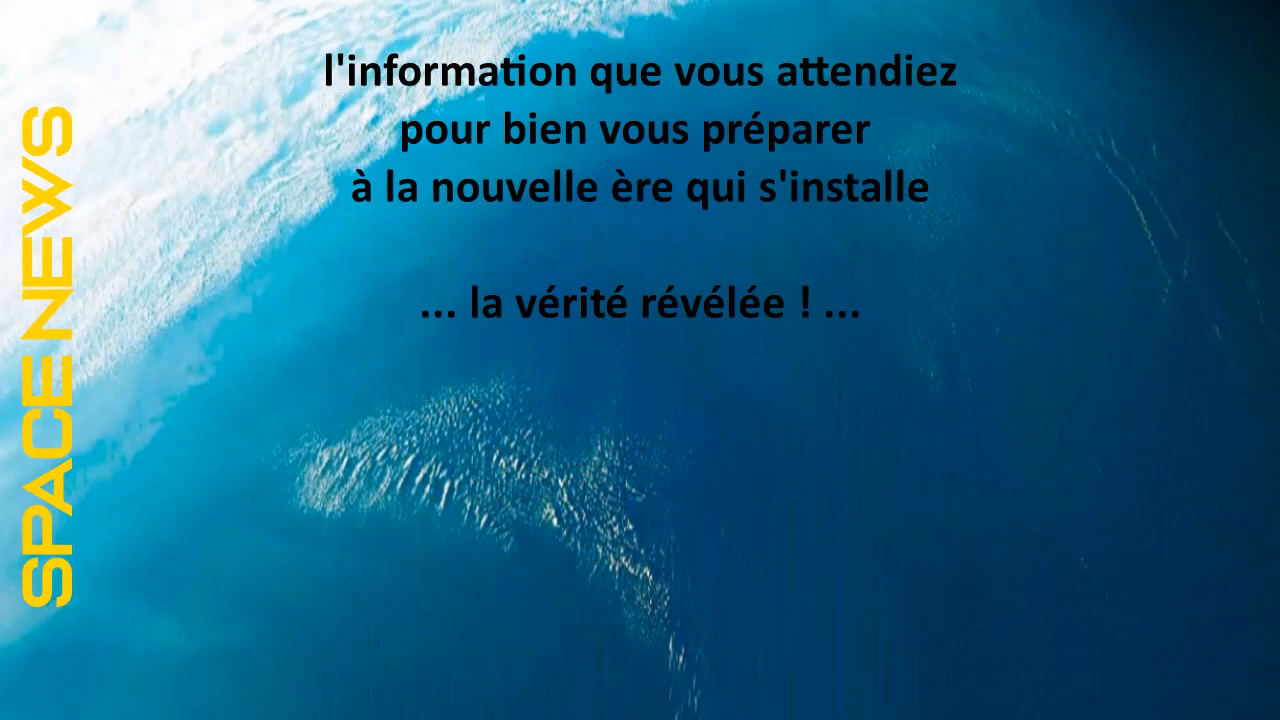 l'information que vous attendiez
pour bien vous préparer
à la nouvelle ère qui s'installe
... la vérité révélée ! ...
SPACE NEWS